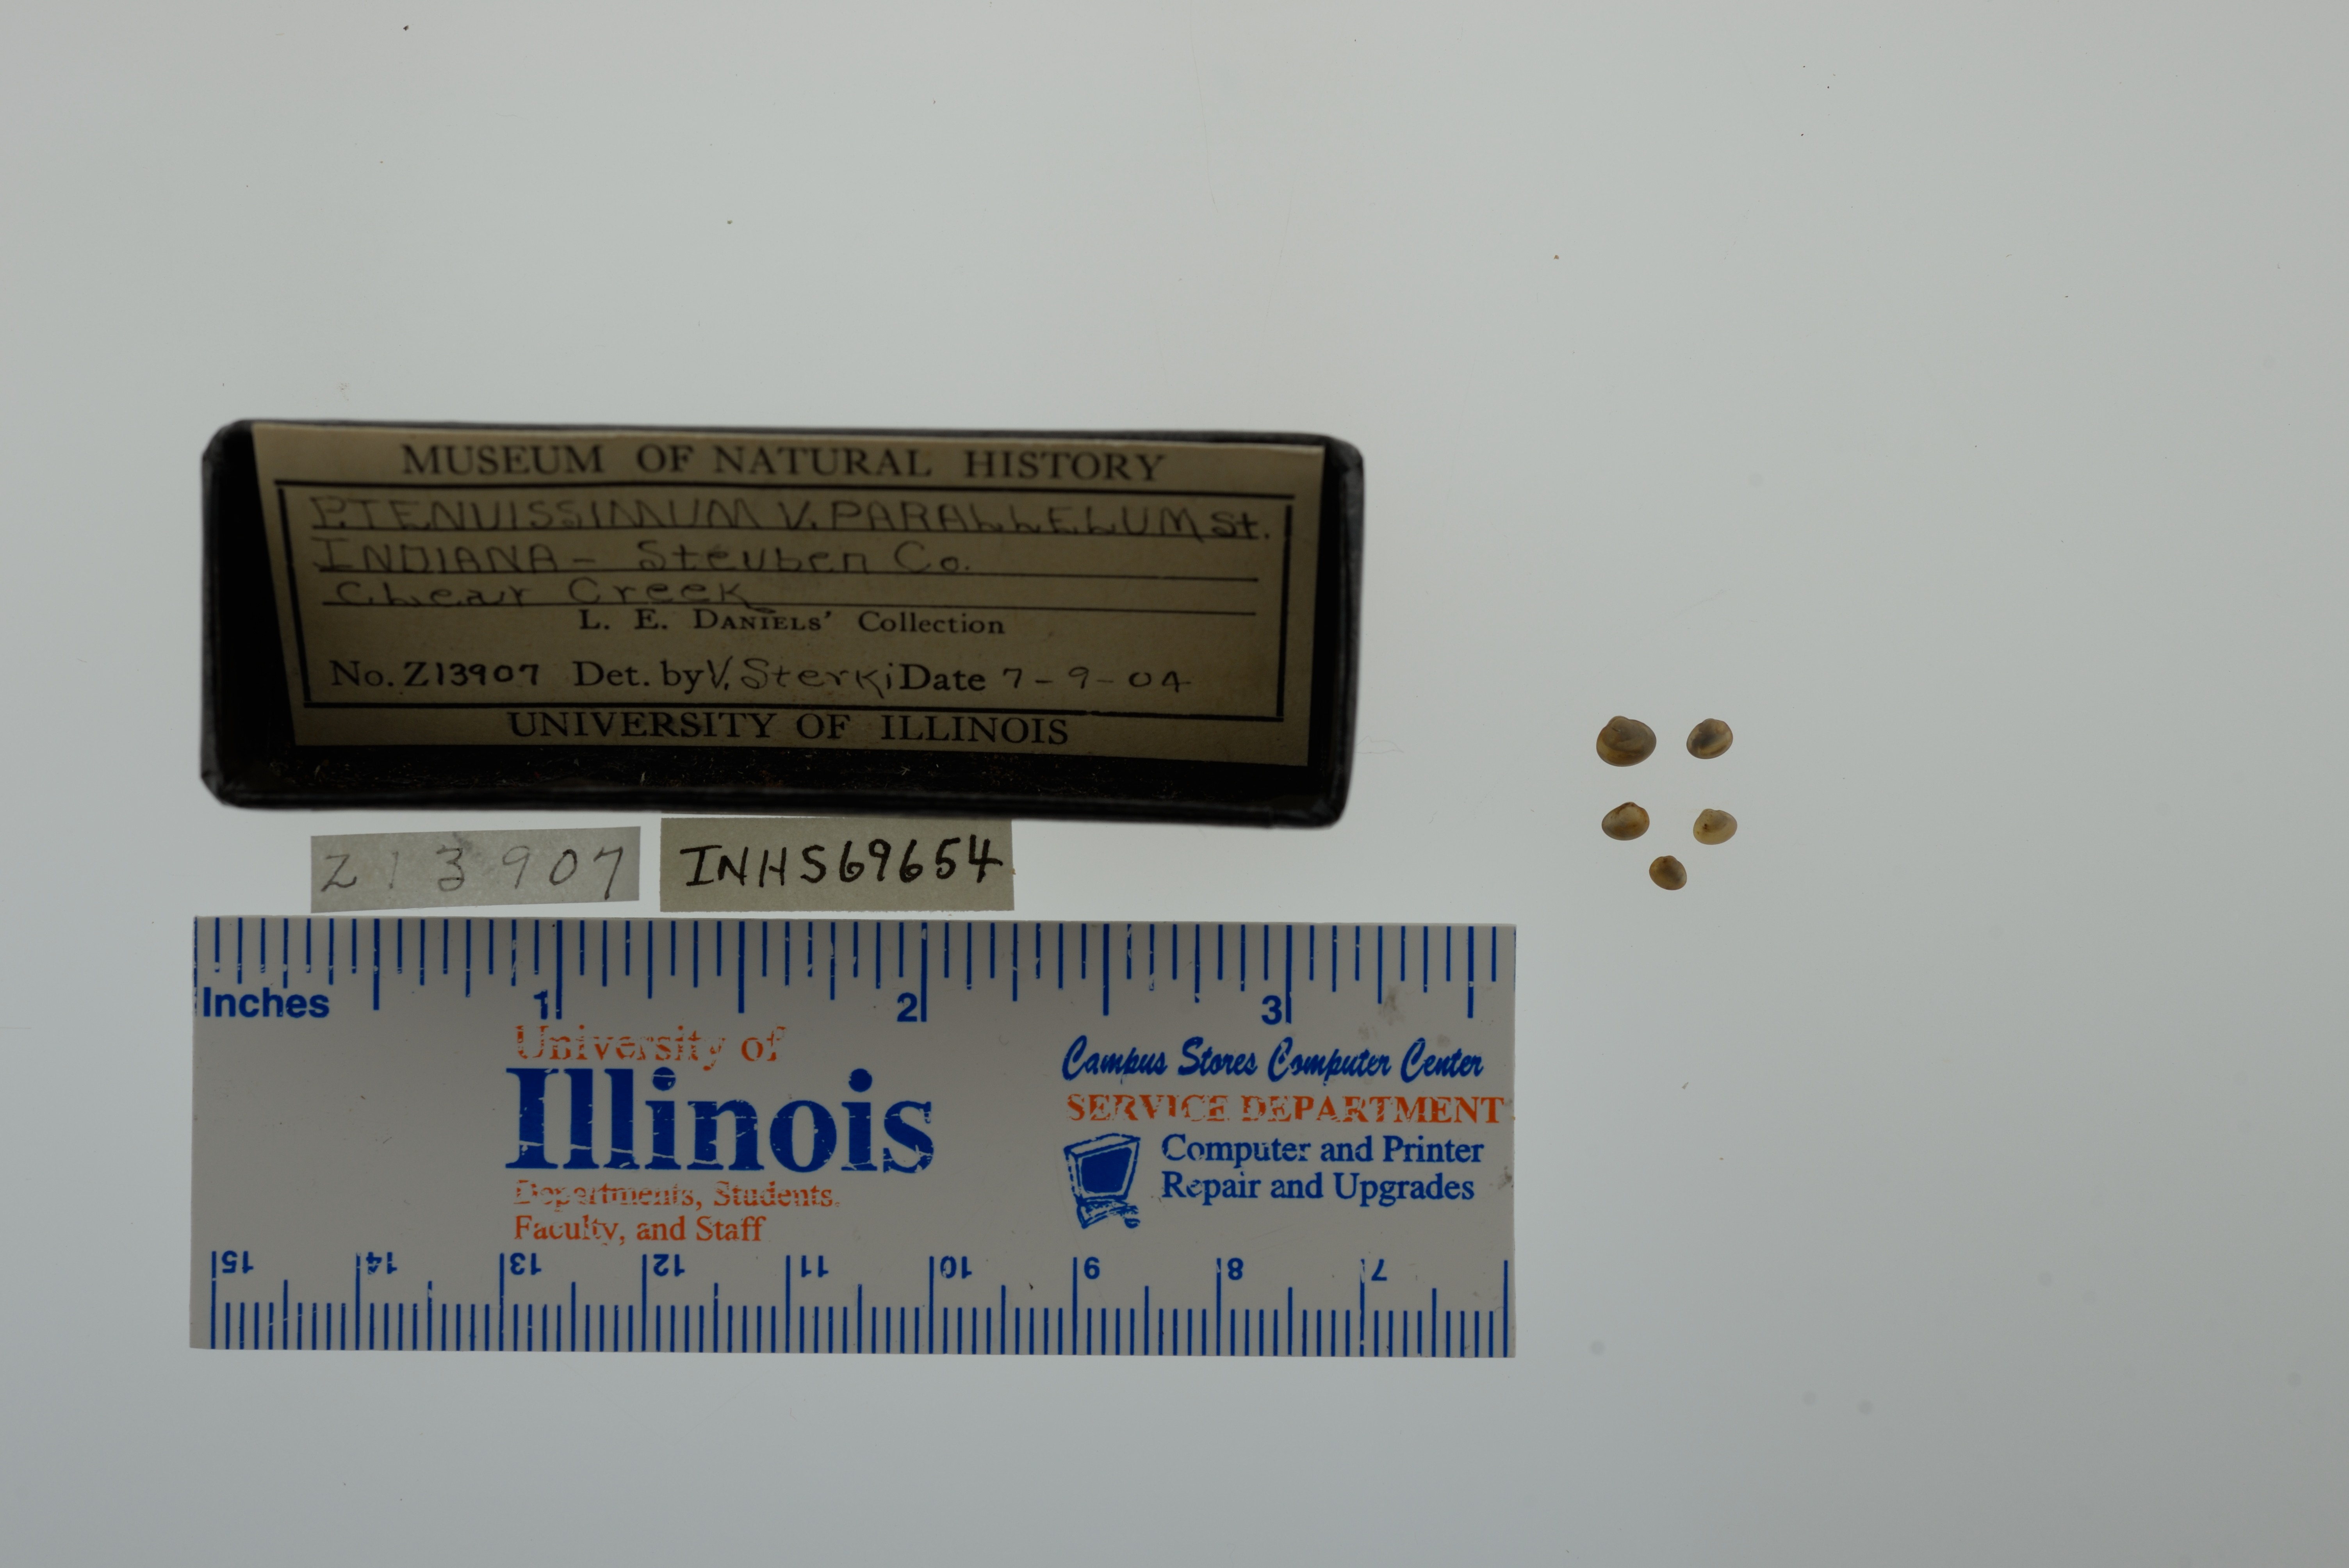 MUSEUM OF NATURAL HISTORY
P. TENUISSIMUM V. PARALLELUM St.
INDIANA - Steuben Co.
Clear Creek
L. E. DANIELS' Collection
No. Z13907 Det. by V. Sterki Date 7-9-04
UNIVERSITY OF ILLINOIS
Z13907
INHS69654
1 2 3
Inches
University of
Illinois
Departments, Students,
Faculty, and Staff
Campus Stores Computer Center
SERVICE DEPARTMENT
Computer and Printer
Repair and Upgrades
15 14 13 12 11 10 9 8 7